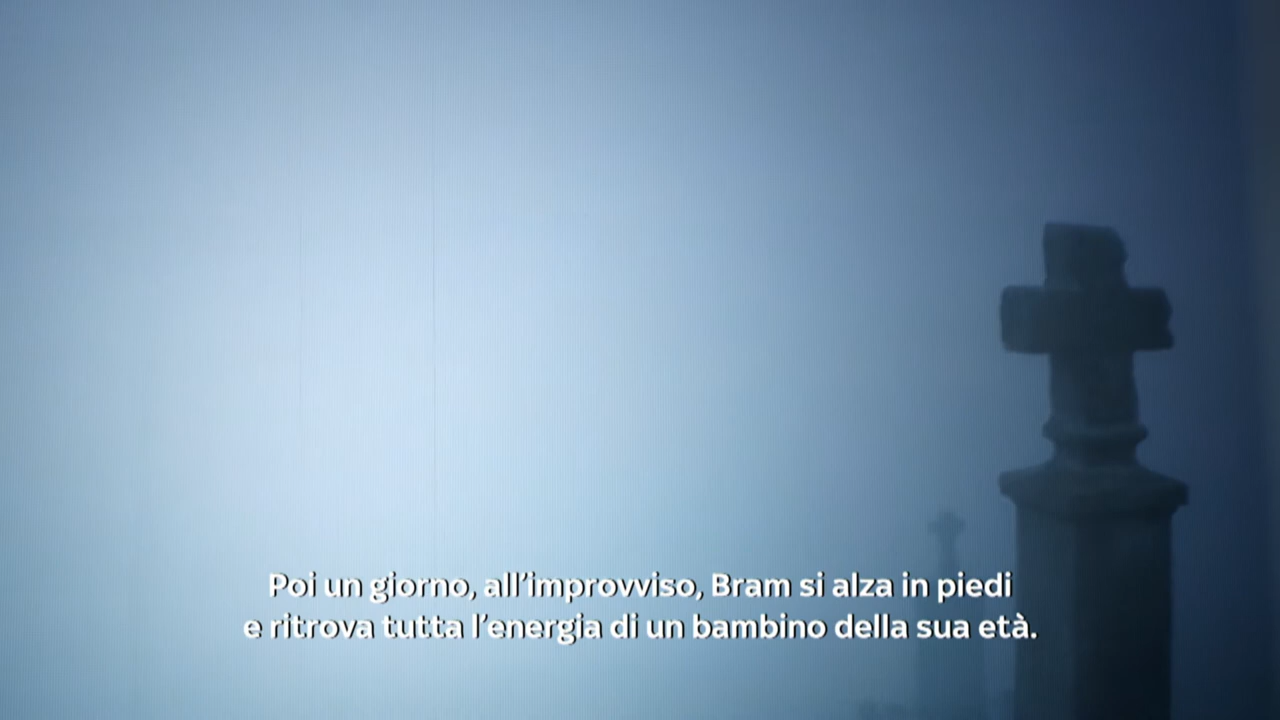 Poi un giorno, all'improvviso, Bram si alza in piedi
e ritrova tutta l'energia di un bambino della sua età.